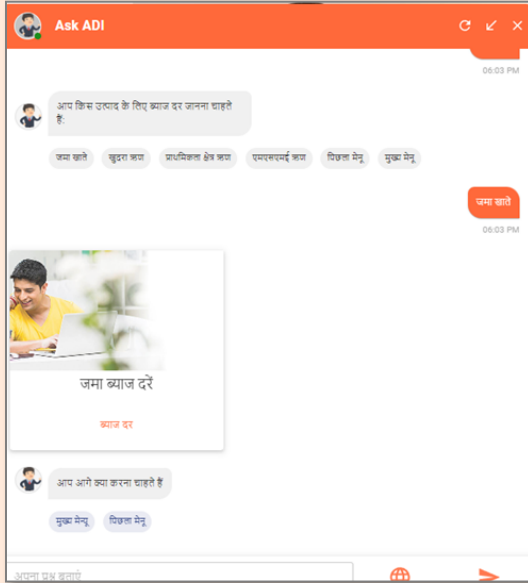 Ask ADI
06:03 PM
आप किस उत्पाद के लिए ब्याज दर जानना चाहते
हैं:
जमा खाते खुदरा ऋण प्राथमिकता क्षेत्र ऋण एमएसएमई ऋण पिछला मेनू मुख्य मेनू
जमा खाते
06:03 PM
जमा ब्याज दरें
ब्याज दर
आप आगे क्या करना चाहते हैं
मुख्य मेन्यू पिछला मेनू
अपना प्रश्न बताएं